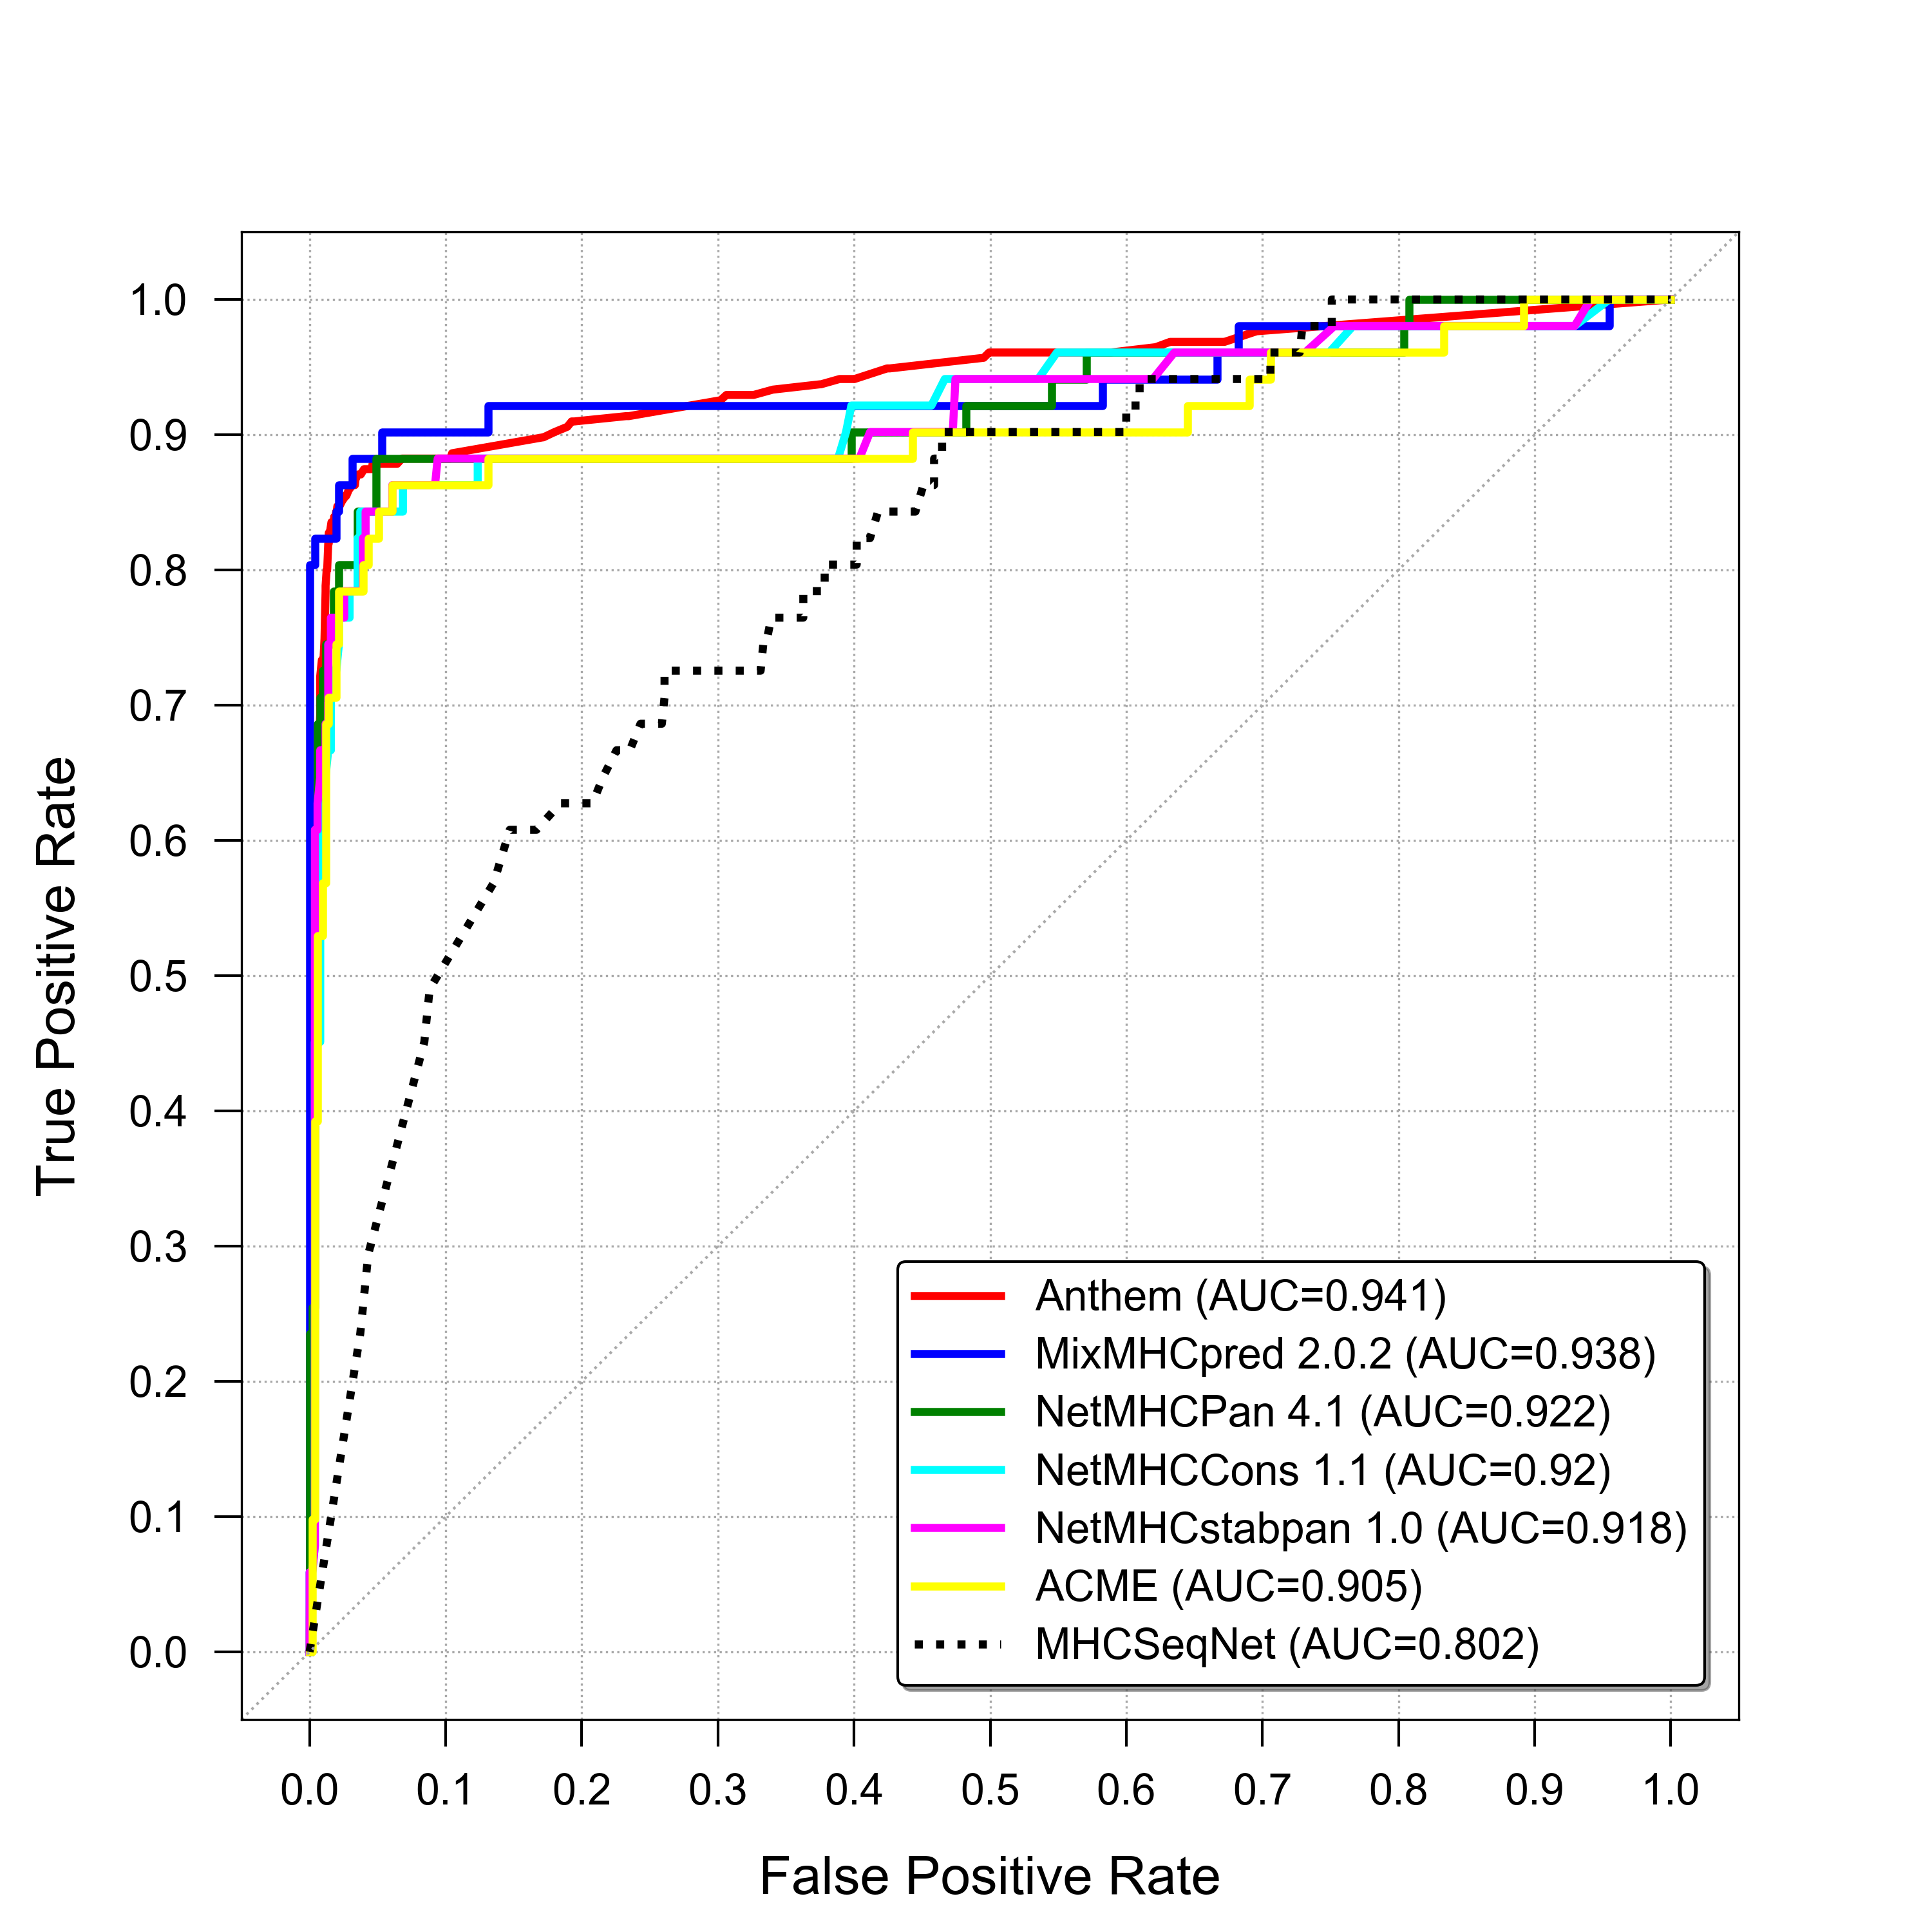 1.0
0.9
0.8
0.7
0.6
0.5
0.4
0.3
0.2
0.1
0.0
True Positive Rate
Anthem (AUC=0.941)
MixMHCpred 2.0.2 (AUC=0.938)
NetMHCPan 4.1 (AUC=0.922)
NetMHCCons 1.1 (AUC=0.92)
NetMHCstabpan 1.0 (AUC=0.918)
ACME (AUC=0.905)
MHCSeqNet (AUC=0.802)
0.0 0.1 0.2 0.3 0.4 0.5 0.6 0.7 0.8 0.9 1.0
False Positive Rate